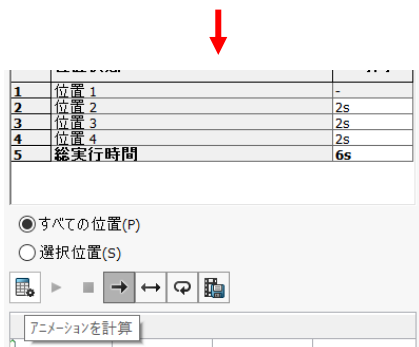 1 位置 1 -
2 位置 2 2s
3 位置 3 2s
4 位置 4 2s
5 総実行時間 6s
すべての位置(P)
選択位置(S)
アニメーションを計算